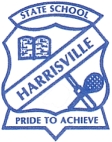 STATE SCHOOL
HARRISVILLE
PRIDE TO ACHIEVE